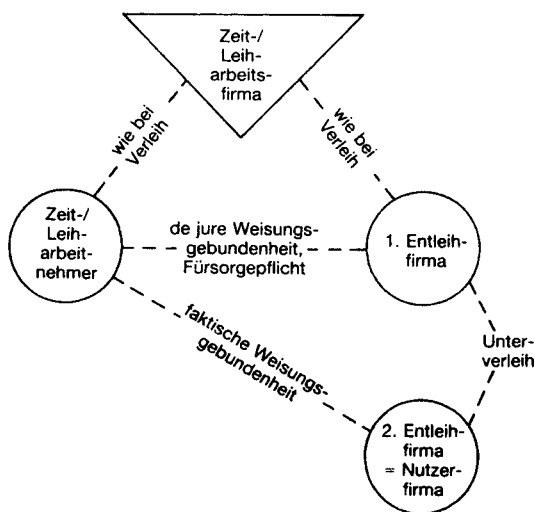 Zeit-/
Leih-
arbeits-
firma
wie bei
Verleih
wie bei
Verleih
Zeit-/
Leih-
arbeit-
nehmer
de jure Weisungs-
gebundenheit,
Fürsorgepflicht
1. Entleih-
firma
faktische Weisungs-
gebundenheit
Unter-
verleih
2. Entleih-
firma
= Nutzer-
firma